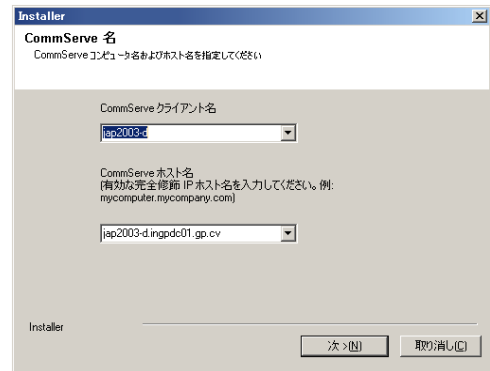 Installer
CommServe 名
CommServe コンピュータ名およびホスト名を指定してください
CommServe クライアント名
jap2003-d
CommServe ホスト名
(有効な完全修飾 IP ホスト名を入力してください。例:
mycomputer.mycompany.com)
jap2003-d.ingpdc01.gp.cv
Installer
次 >(N)
取り消し(C)